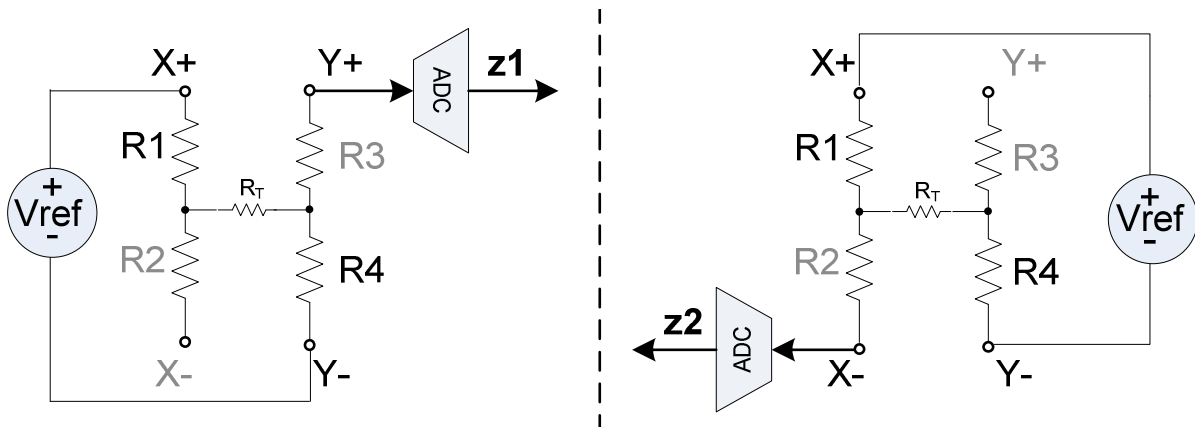 X+
Y+
ADC
z1
R1
R3
RT
+
Vref
-
R2
R4
X-
Y-
X+
Y+
R1
R3
RT
+
Vref
-
R2
R4
z2
ADC
X-
Y-